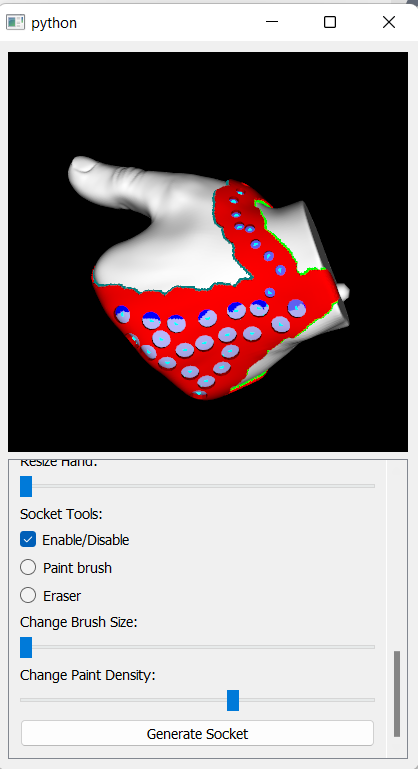 python
Resize Hand:
Socket Tools:
Enable/Disable
Paint brush
Eraser
Change Brush Size:
Change Paint Density:
Generate Socket